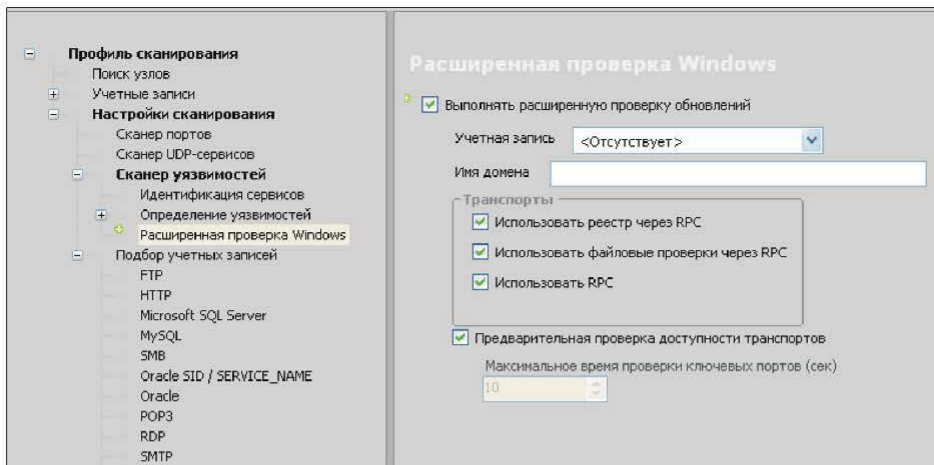 Профиль сканирования
Поиск узлов
Учетные записи
Настройки сканирования
Сканер портов
Сканер UDP-сервисов
Сканер уязвимостей
Идентификация сервисов
Определение уязвимостей
Расширенная проверка Windows
Подбор учетных записей
FTP
HTTP
Microsoft SQL Server
MySQL
SMB
Oracle SID / SERVICE_NAME
Oracle
POP3
RDP
SMTP
Расширенная проверка Windows
Выполнять расширенную проверку обновлений
Учетная запись <Отсутствует>
Имя домена
Транспорты
Использовать реестр через RPC
Использовать файловые проверки через RPC
Использовать RPC
Предварительная проверка доступности транспортов
Максимальное время проверки ключевых портов (сек)
10